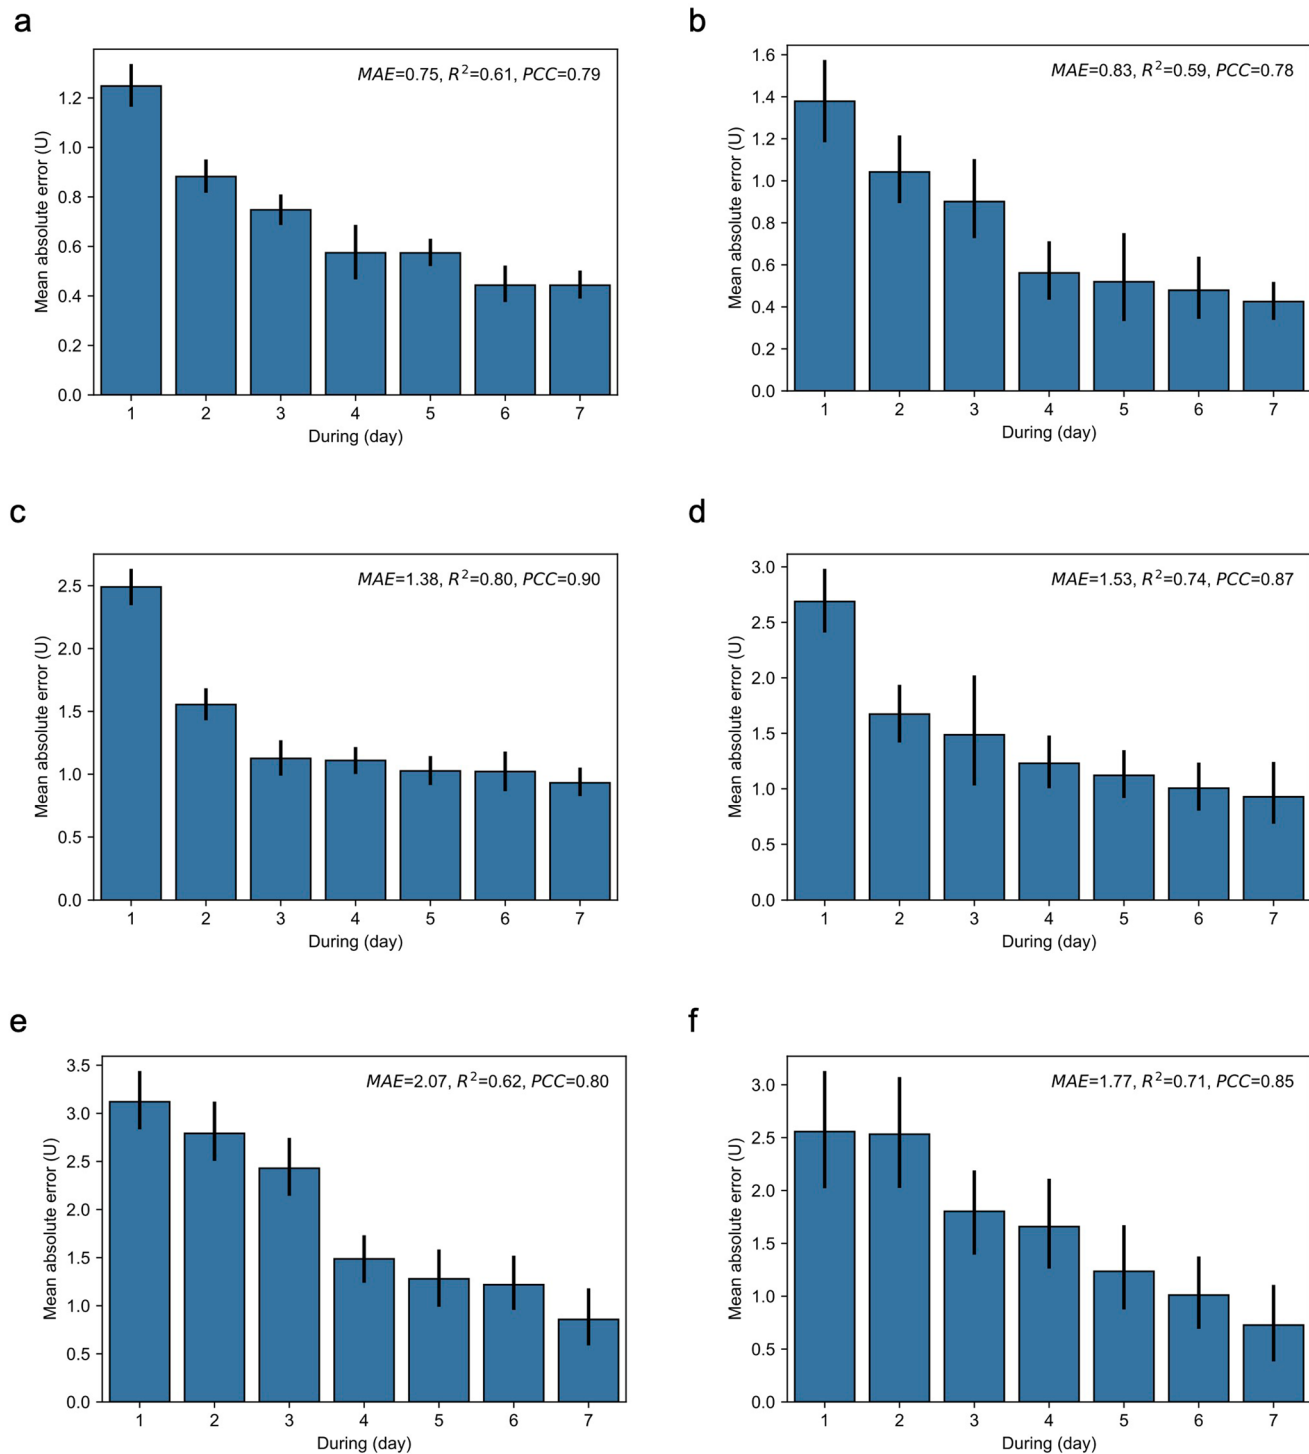 a
MAE=0.75, R²=0.61, PCC=0.79
Mean absolute error (U)
1.2
1.0
0.8
0.6
0.4
0.2
0.0
1 2 3 4 5 6 7
During (day)
b
MAE=0.83, R²=0.59, PCC=0.78
Mean absolute error (U)
1.6
1.4
1.2
1.0
0.8
0.6
0.4
0.2
0.0
1 2 3 4 5 6 7
During (day)
c
MAE=1.38, R²=0.80, PCC=0.90
Mean absolute error (U)
2.5
2.0
1.5
1.0
0.5
0.0
1 2 3 4 5 6 7
During (day)
d
MAE=1.53, R²=0.74, PCC=0.87
Mean absolute error (U)
3.0
2.5
2.0
1.5
1.0
0.5
0.0
1 2 3 4 5 6 7
During (day)
e
MAE=2.07, R²=0.62, PCC=0.80
Mean absolute error (U)
3.5
3.0
2.5
2.0
1.5
1.0
0.5
0.0
1 2 3 4 5 6 7
During (day)
f
MAE=1.77, R²=0.71, PCC=0.85
Mean absolute error (U)
3.0
2.5
2.0
1.5
1.0
0.5
0.0
1 2 3 4 5 6 7
During (day)